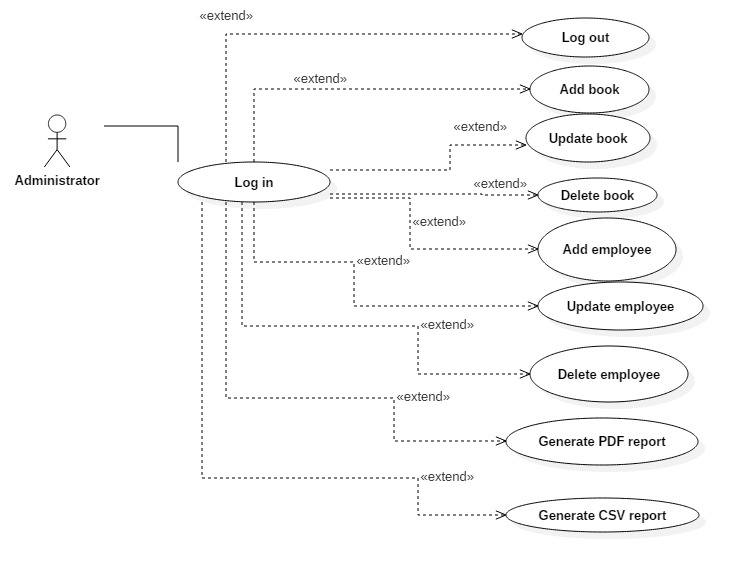 «extend»
Log out
«extend»
Add book
«extend»
Update book
Administrator
Log in
«extend»
Delete book
«extend»
Add employee
«extend»
Update employee
«extend»
Delete employee
«extend»
Generate PDF report
«extend»
Generate CSV report